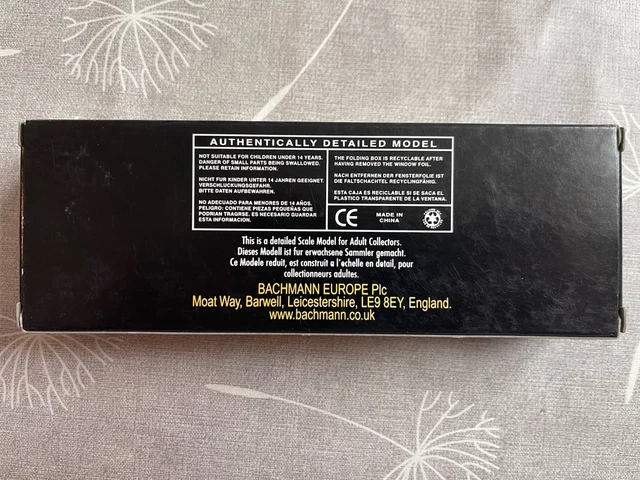 AUTHENTICALLY DETAILED MODEL
NOT SUITABLE FOR CHILDREN UNDER 14 YEARS.
DANGER OF SMALL PARTS BEING SWALLOWED.
PLEASE RETAIN INFORMATION.
NICHT FUR KINDER UNTER 14 JAHREN GEEIGNET.
VERSCHLUCKUNGSGEFAHR.
BITTE DATEN AUFBEWAHREN.
NO ADECUADO PARA MENORES DE 14 AÑOS.
PELIGRO: CONTIENE PIEZAS PEQUEÑAS QUE
PODRIAN TRAGRSE. ES NECESARIO GUARDAR
ESTA INFORMACION.
THE FOLDING BOX IS RECYCLABLE AFTER
HAVING REMOVED THE WINDOW FOIL.
NACH ENTFERNEN DER FENSTERFOLIE IST
DIE FALTSCHACHTEL RECYCLINGFÄHIG.
ESTA CAJA ES RECICLIBLE SI SE SACA EL
PLASTICO TRANSPARENTE DE LA VENTANA.
CE
MADE IN
CHINA
This is a detailed Scale Model for Adult Collectors.
Dieses Modell ist fur erwachsene Sammler gemacht.
Ce Modele reduit, est construit a l'echelle en detail, pour
collectionneurs adultes.
BACHMANN EUROPE Plc
Moat Way, Barwell, Leicestershire, LE9 8EY, England.
www.bachmann.co.uk